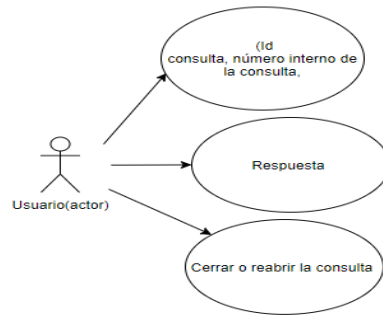 (Id
consulta, número interno de
la consulta,
Respuesta
Usuario(actor)
Cerrar o reabrir la consulta